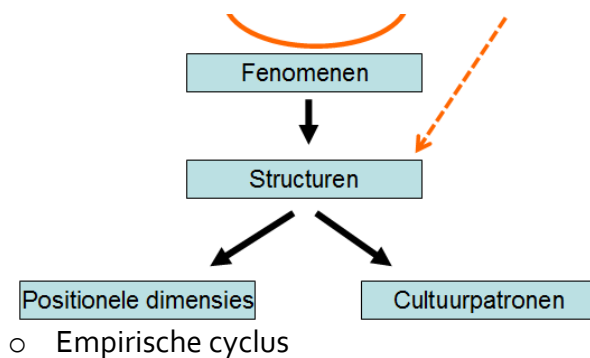 Fenomenen
Structuren
Positionele dimensies
Cultuurpatronen
o Empirische cyclus